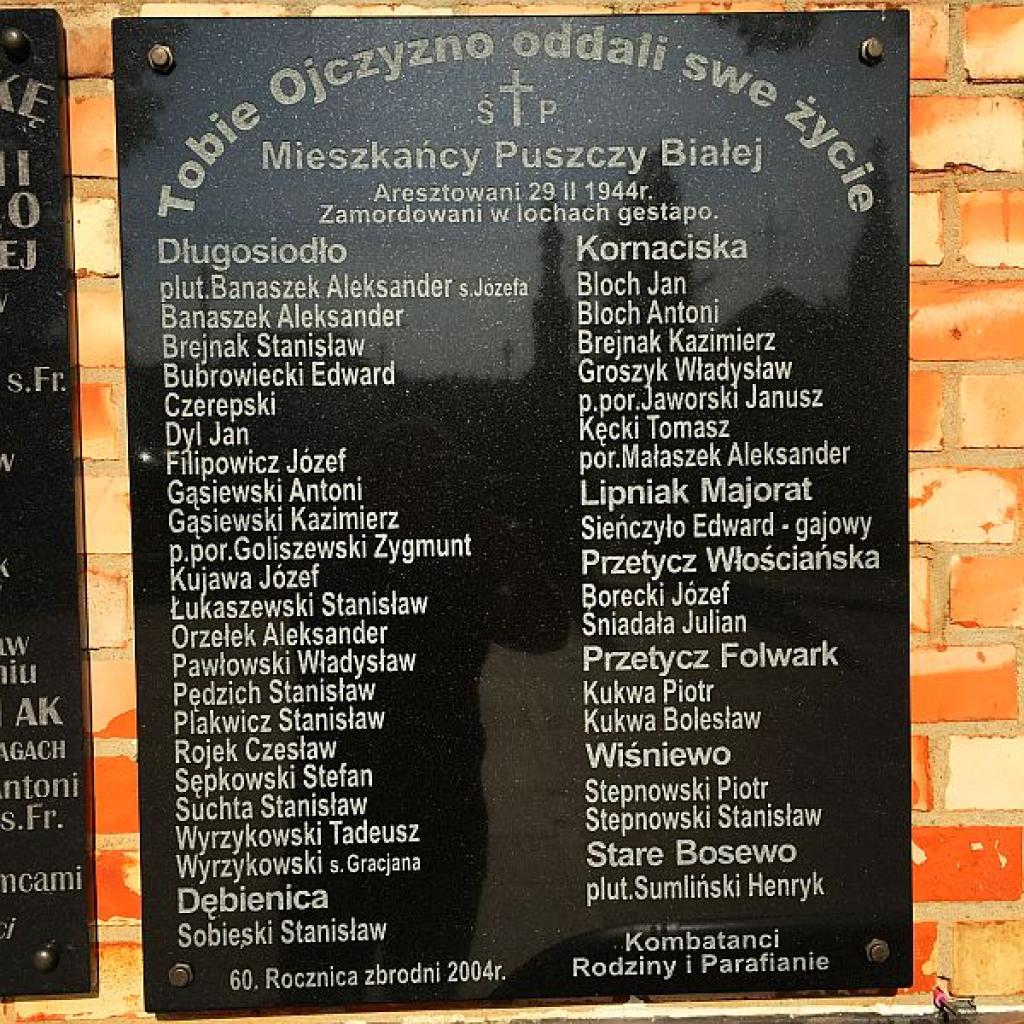 Tobie Ojczyzno oddali swe życie
Ś P
Mieszkańcy Puszczy Białej
Aresztowani 29 II 1944r.
Zamordowani w lochach gestapo.
Długosiodło
plut.Banaszek Aleksander s.Józefa
Banaszek Aleksander
Brejnak Stanisław
Bubrowiecki Edward
Czerepski
Dyl Jan
Filipowicz Józef
Gąsiewski Antoni
Gąsiewski Kazimierz
p.por.Goliszewski Zygmunt
Kujawa Józef
Łukaszewski Stanisław
Orzełek Aleksander
Pawłowski Władysław
Pędzich Stanisław
Plakwicz Stanisław
Rojek Czesław
Sępkowski Stefan
Suchta Stanisław
Wyrzykowski Tadeusz
Wyrzykowski s.Gracjana
Dębienica
Sobieski Stanisław
Kornaciska
Bloch Jan
Bloch Antoni
Brejnak Kazimierz
Groszyk Władysław
p.por.Jaworski Janusz
Kęcki Tomasz
por.Małaszek Aleksander
Lipniak Majorat
Sieńczyło Edward - gajowy
Przetycz Włościańska
Borecki Józef
Śniadała Julian
Przetycz Folwark
Kukwa Piotr
Kukwa Bolesław
Wiśniewo
Stepnowski Piotr
Stepnowski Stanisław
Stare Bosewo
plut.Sumliński Henryk
60. Rocznica zbrodni 2004r.
Kombatanci
Rodziny i Parafianie
s.Fr.
AK
s.Fr.